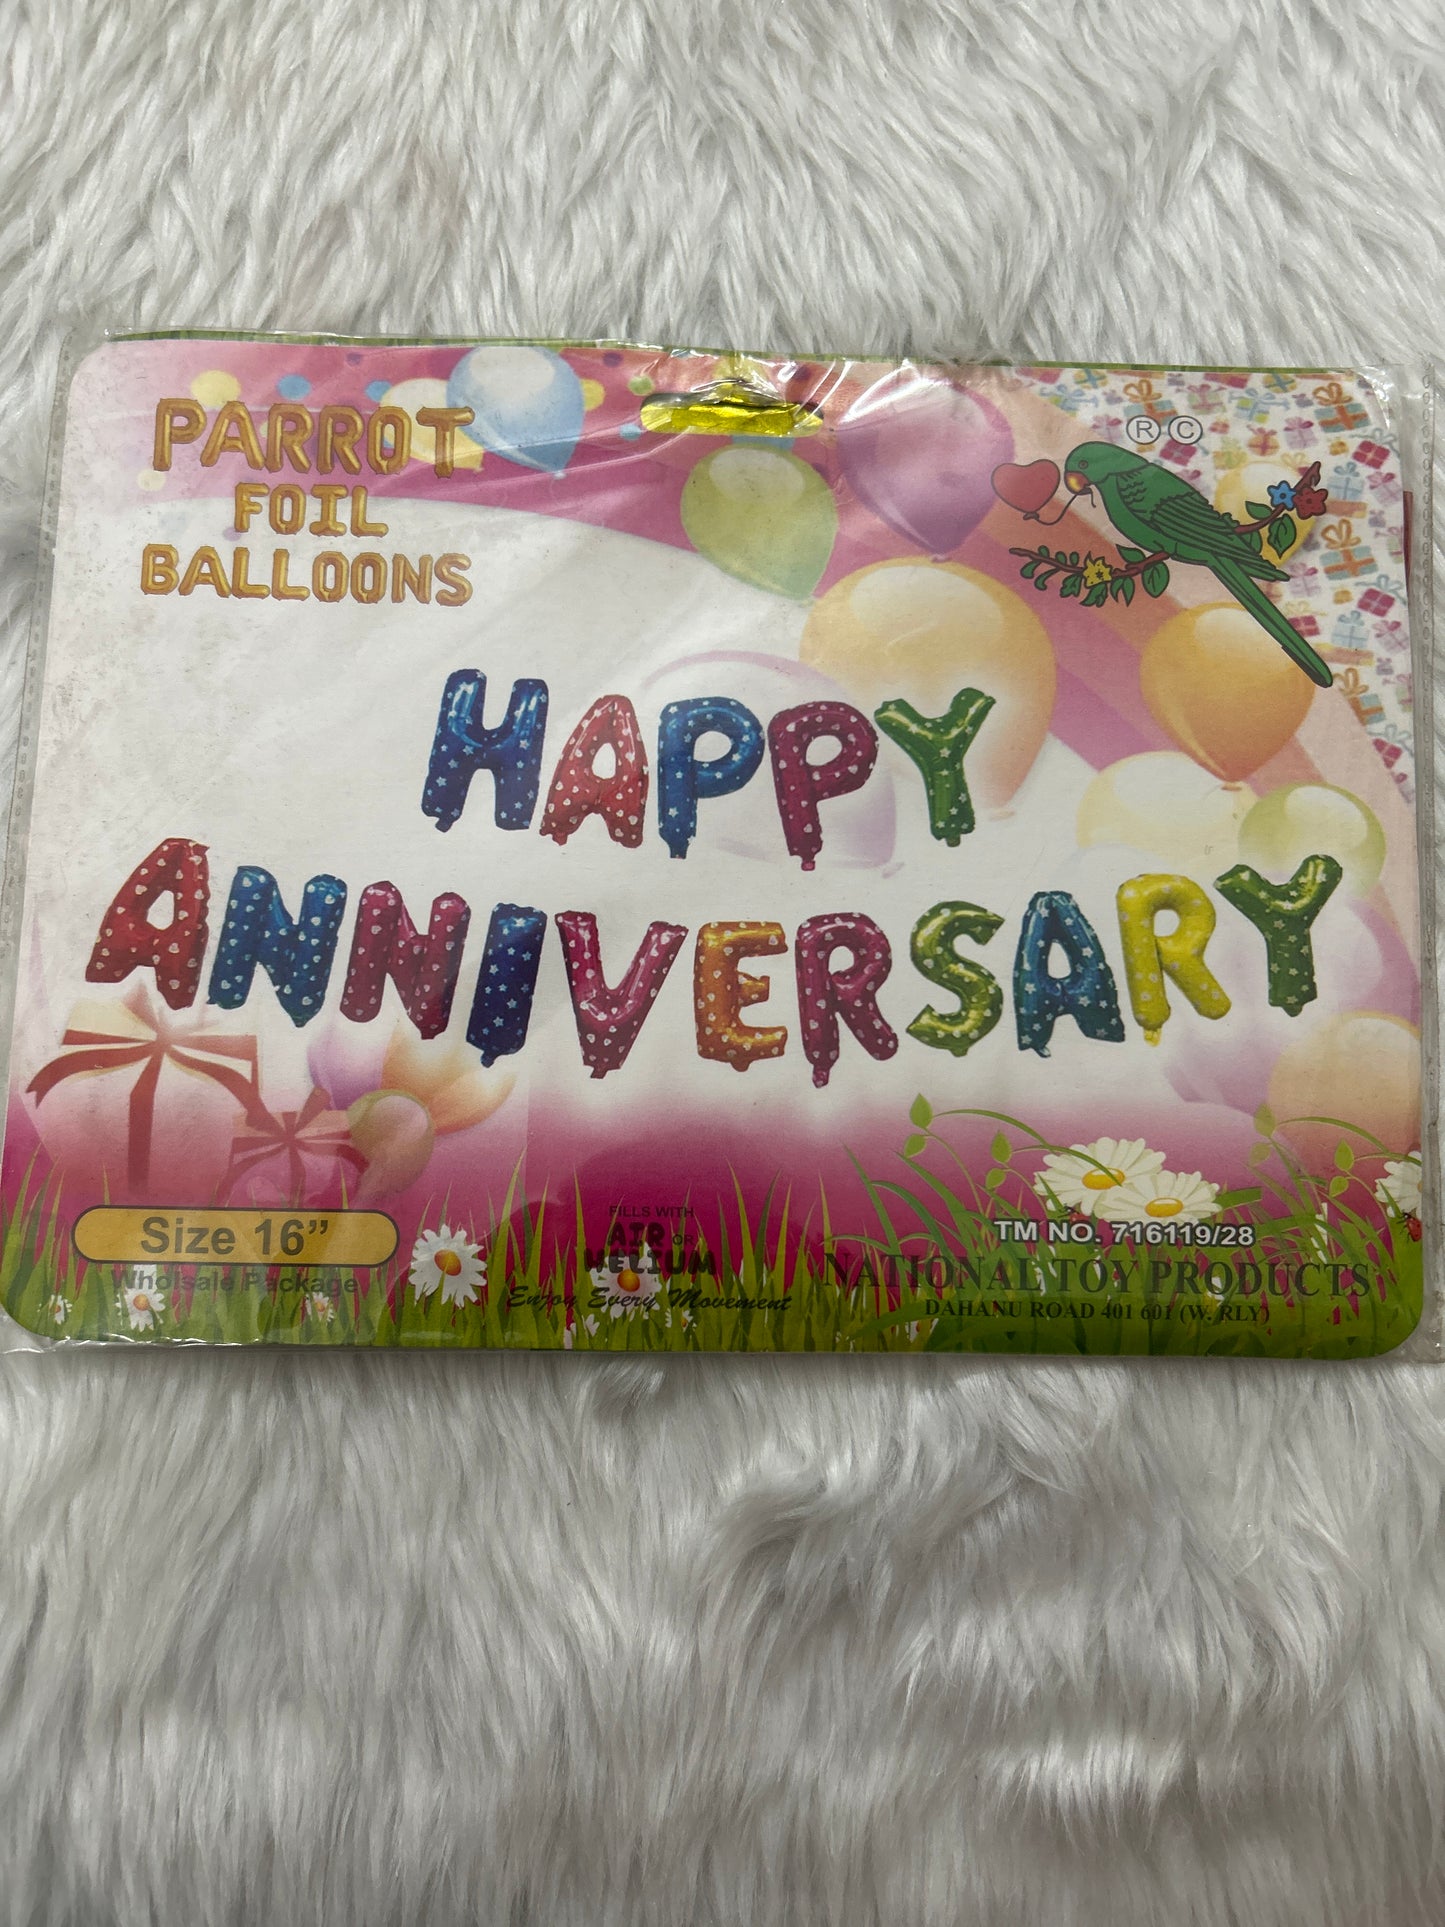 PARROT
FOIL
BALLOONS
® ©
HAPPY
ANNIVERSARY
Size 16”
Wholsale Package
FILLS WITH
AIR OR
HELIUM
Enjoy Every Movement
TM NO. 716119/28
NATIONAL TOY PRODUCTS
DAHANU ROAD 401 601 (W. RLY)